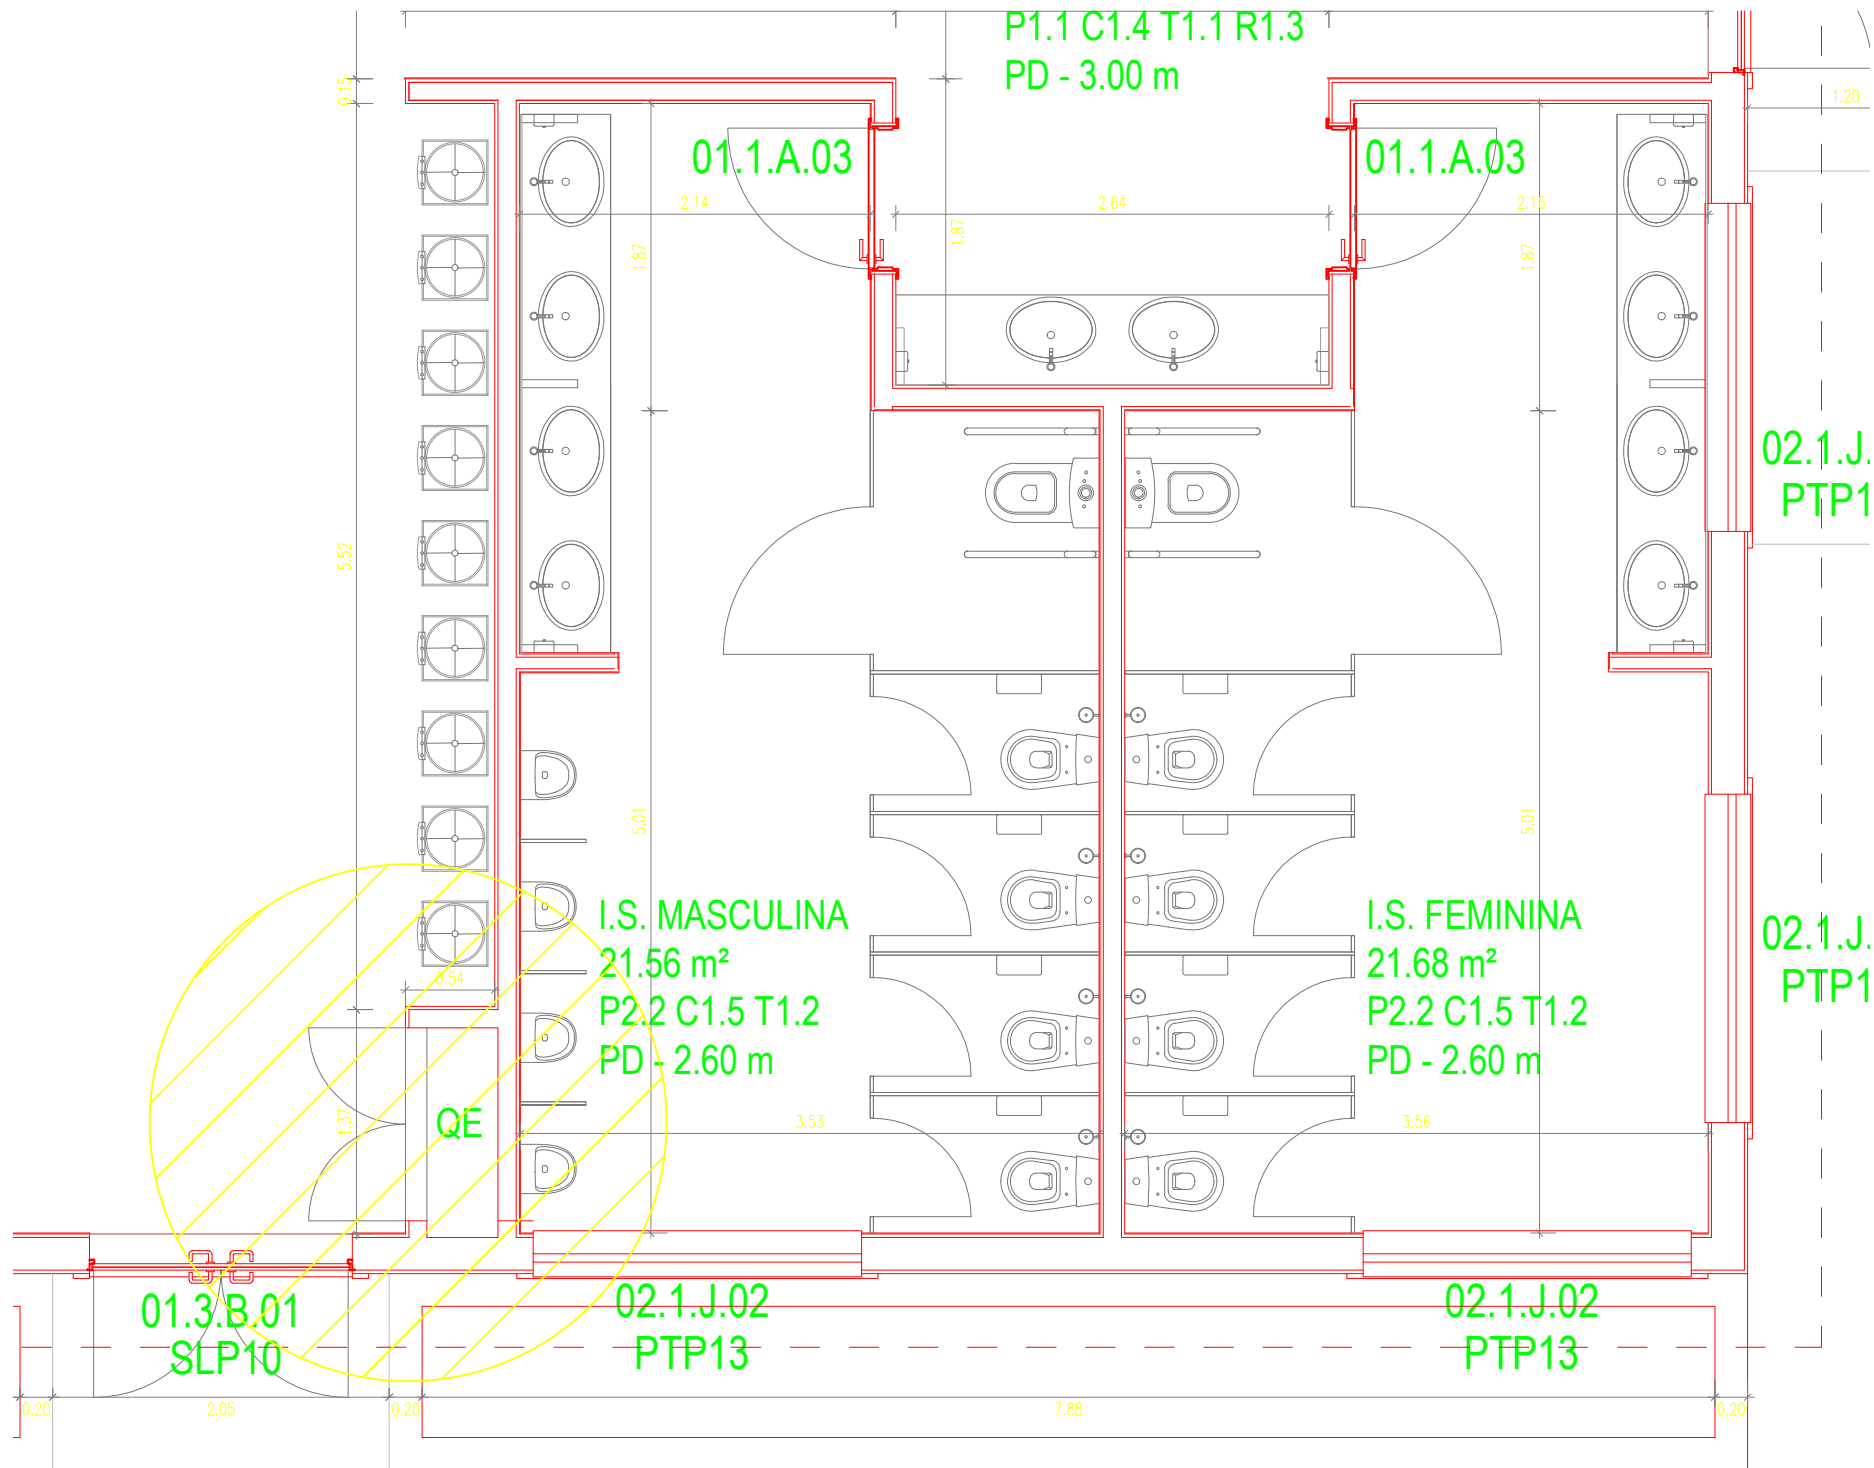 P1.1 C1.4 T1.1 R1.3
PD - 3.00 m
0.15
1.20
01.1.A.03
01.1.A.03
2.14
2.64
2.15
1.87
1.87
1.87
02.1.J.
PTP1
5.52
5.01
5.01
I.S. MASCULINA
21.56 m²
P2.2 C1.5 T1.2
PD - 2.60 m
I.S. FEMININA
21.68 m²
P2.2 C1.5 T1.2
PD - 2.60 m
02.1.J.
PTP1
0.54
1.37
QE
3.53
3.56
01.3.B.01
SLP10
02.1.J.02
PTP13
02.1.J.02
PTP13
0.20
2.05
0.20
7.88
0.20